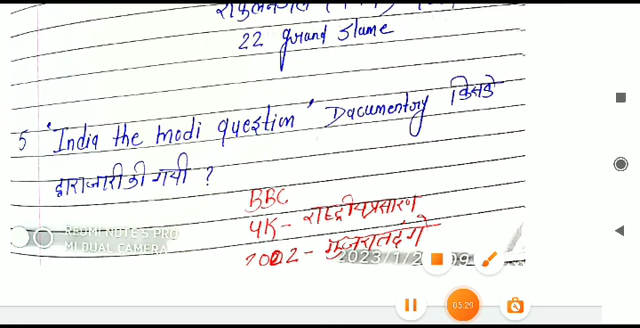 22 Grand Slame
5 'India the modi question' Dacumentory किसके
द्वारा जारी की गयी ?
BBC
UK - राष्ट्रीय प्रसारण
2002 - गुजरात दंगे
REDMI NOTE 5 PRO
MI DUAL CAMERA
05:29